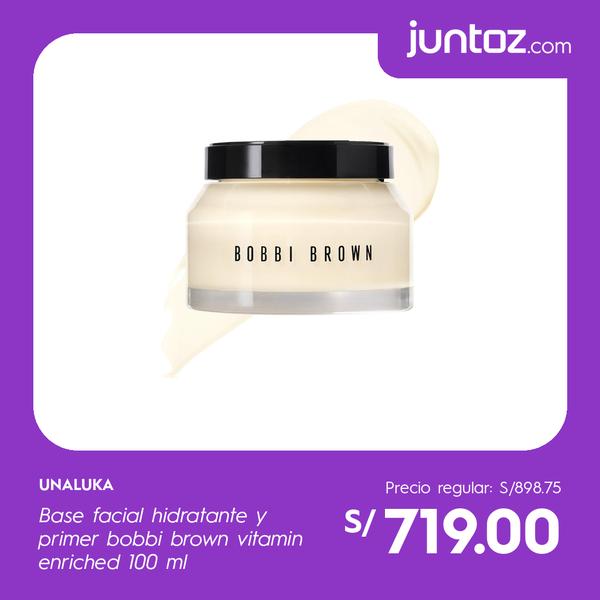 juntoz.com
BOBBI BROWN
UNALUKA
Base facial hidratante y
primer bobbi brown vitamin
enriched 100 ml
Precio regular: S/898.75
S/719.00